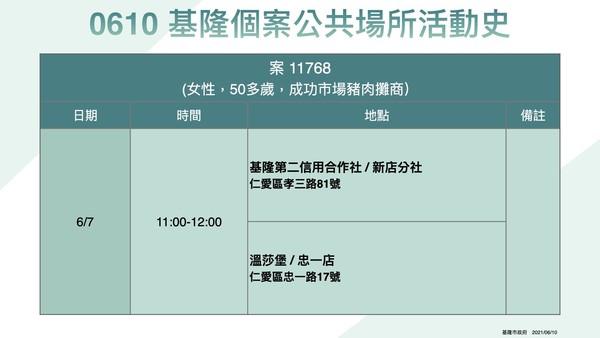 0610 基隆個案公共場所活動史
案 11768
(女性，50多歲，成功市場豬肉攤商）
日期 時間 地點 備註
6/7 11:00-12:00
基隆第二信用合作社 / 新店分社
仁愛區孝三路81號
溫莎堡 / 忠一店
仁愛區忠一路17號
基隆市政府 2021/06/10